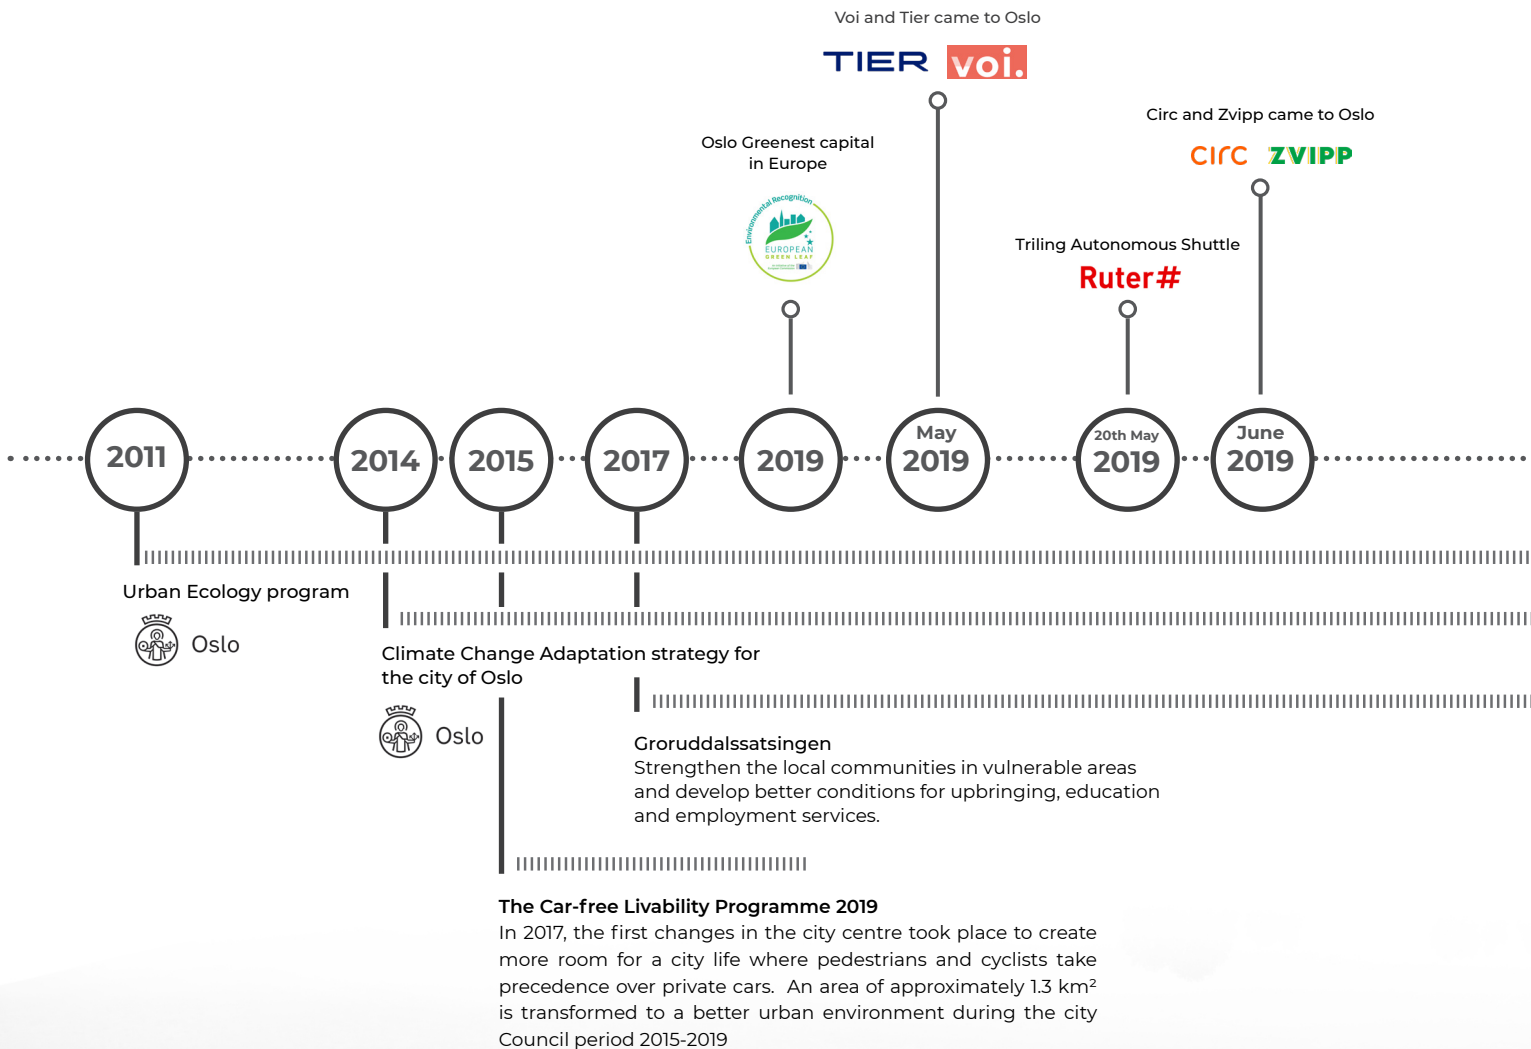 Voi and Tier came to Oslo
TIER voi.
Circ and Zvipp came to Oslo
circ ZVIPP
Oslo Greenest capital
in Europe
Environmental Recognition
EUROPEAN
GREEN LEAF
Triling Autonomous Shuttle
Ruter#
2011
2014
2015
2017
2019
May
2019
20th May
2019
June
2019
Urban Ecology program
Oslo
Climate Change Adaptation strategy for
the city of Oslo
Oslo
Groruddalssatsingen
Strengthen the local communities in vulnerable areas
and develop better conditions for upbringing, education
and employment services.
The Car-free Livability Programme 2019
In 2017, the first changes in the city centre took place to create
more room for a city life where pedestrians and cyclists take
precedence over private cars. An area of approximately 1.3 km²
is transformed to a better urban environment during the city
Council period 2015-2019